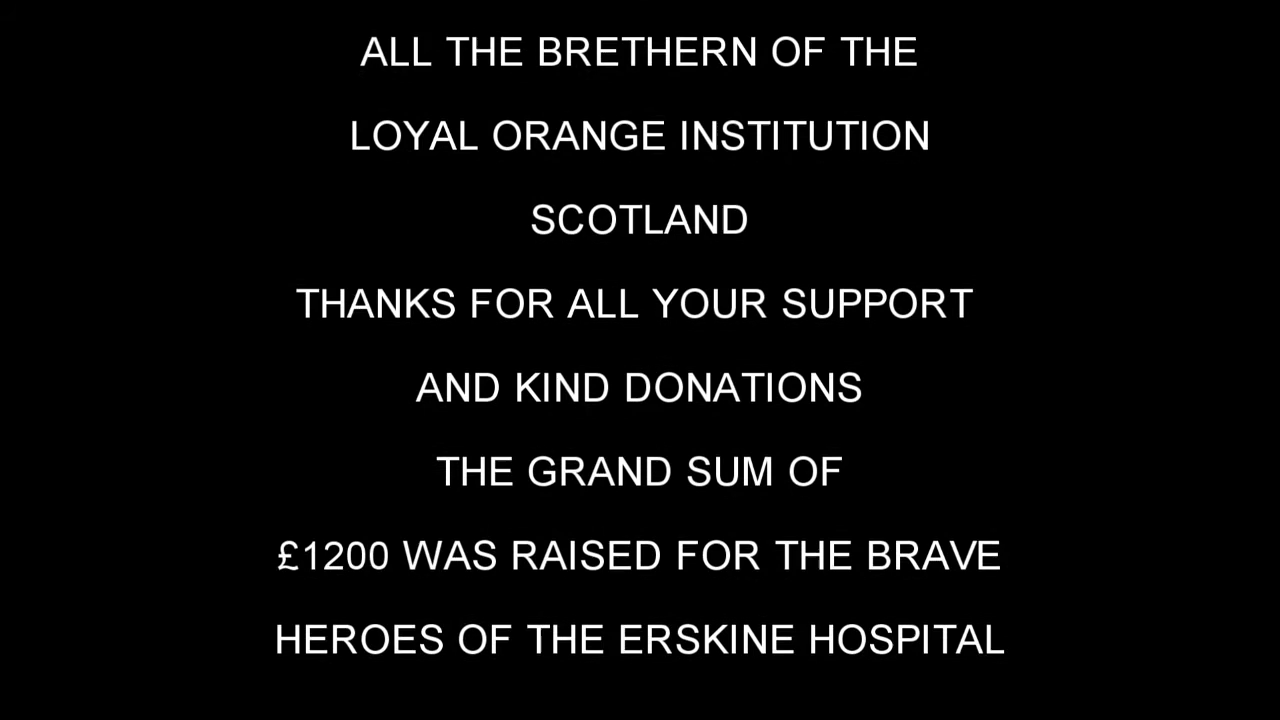 ALL THE BRETHERN OF THE
LOYAL ORANGE INSTITUTION
SCOTLAND
THANKS FOR ALL YOUR SUPPORT
AND KIND DONATIONS
THE GRAND SUM OF
£1200 WAS RAISED FOR THE BRAVE
HEROES OF THE ERSKINE HOSPITAL